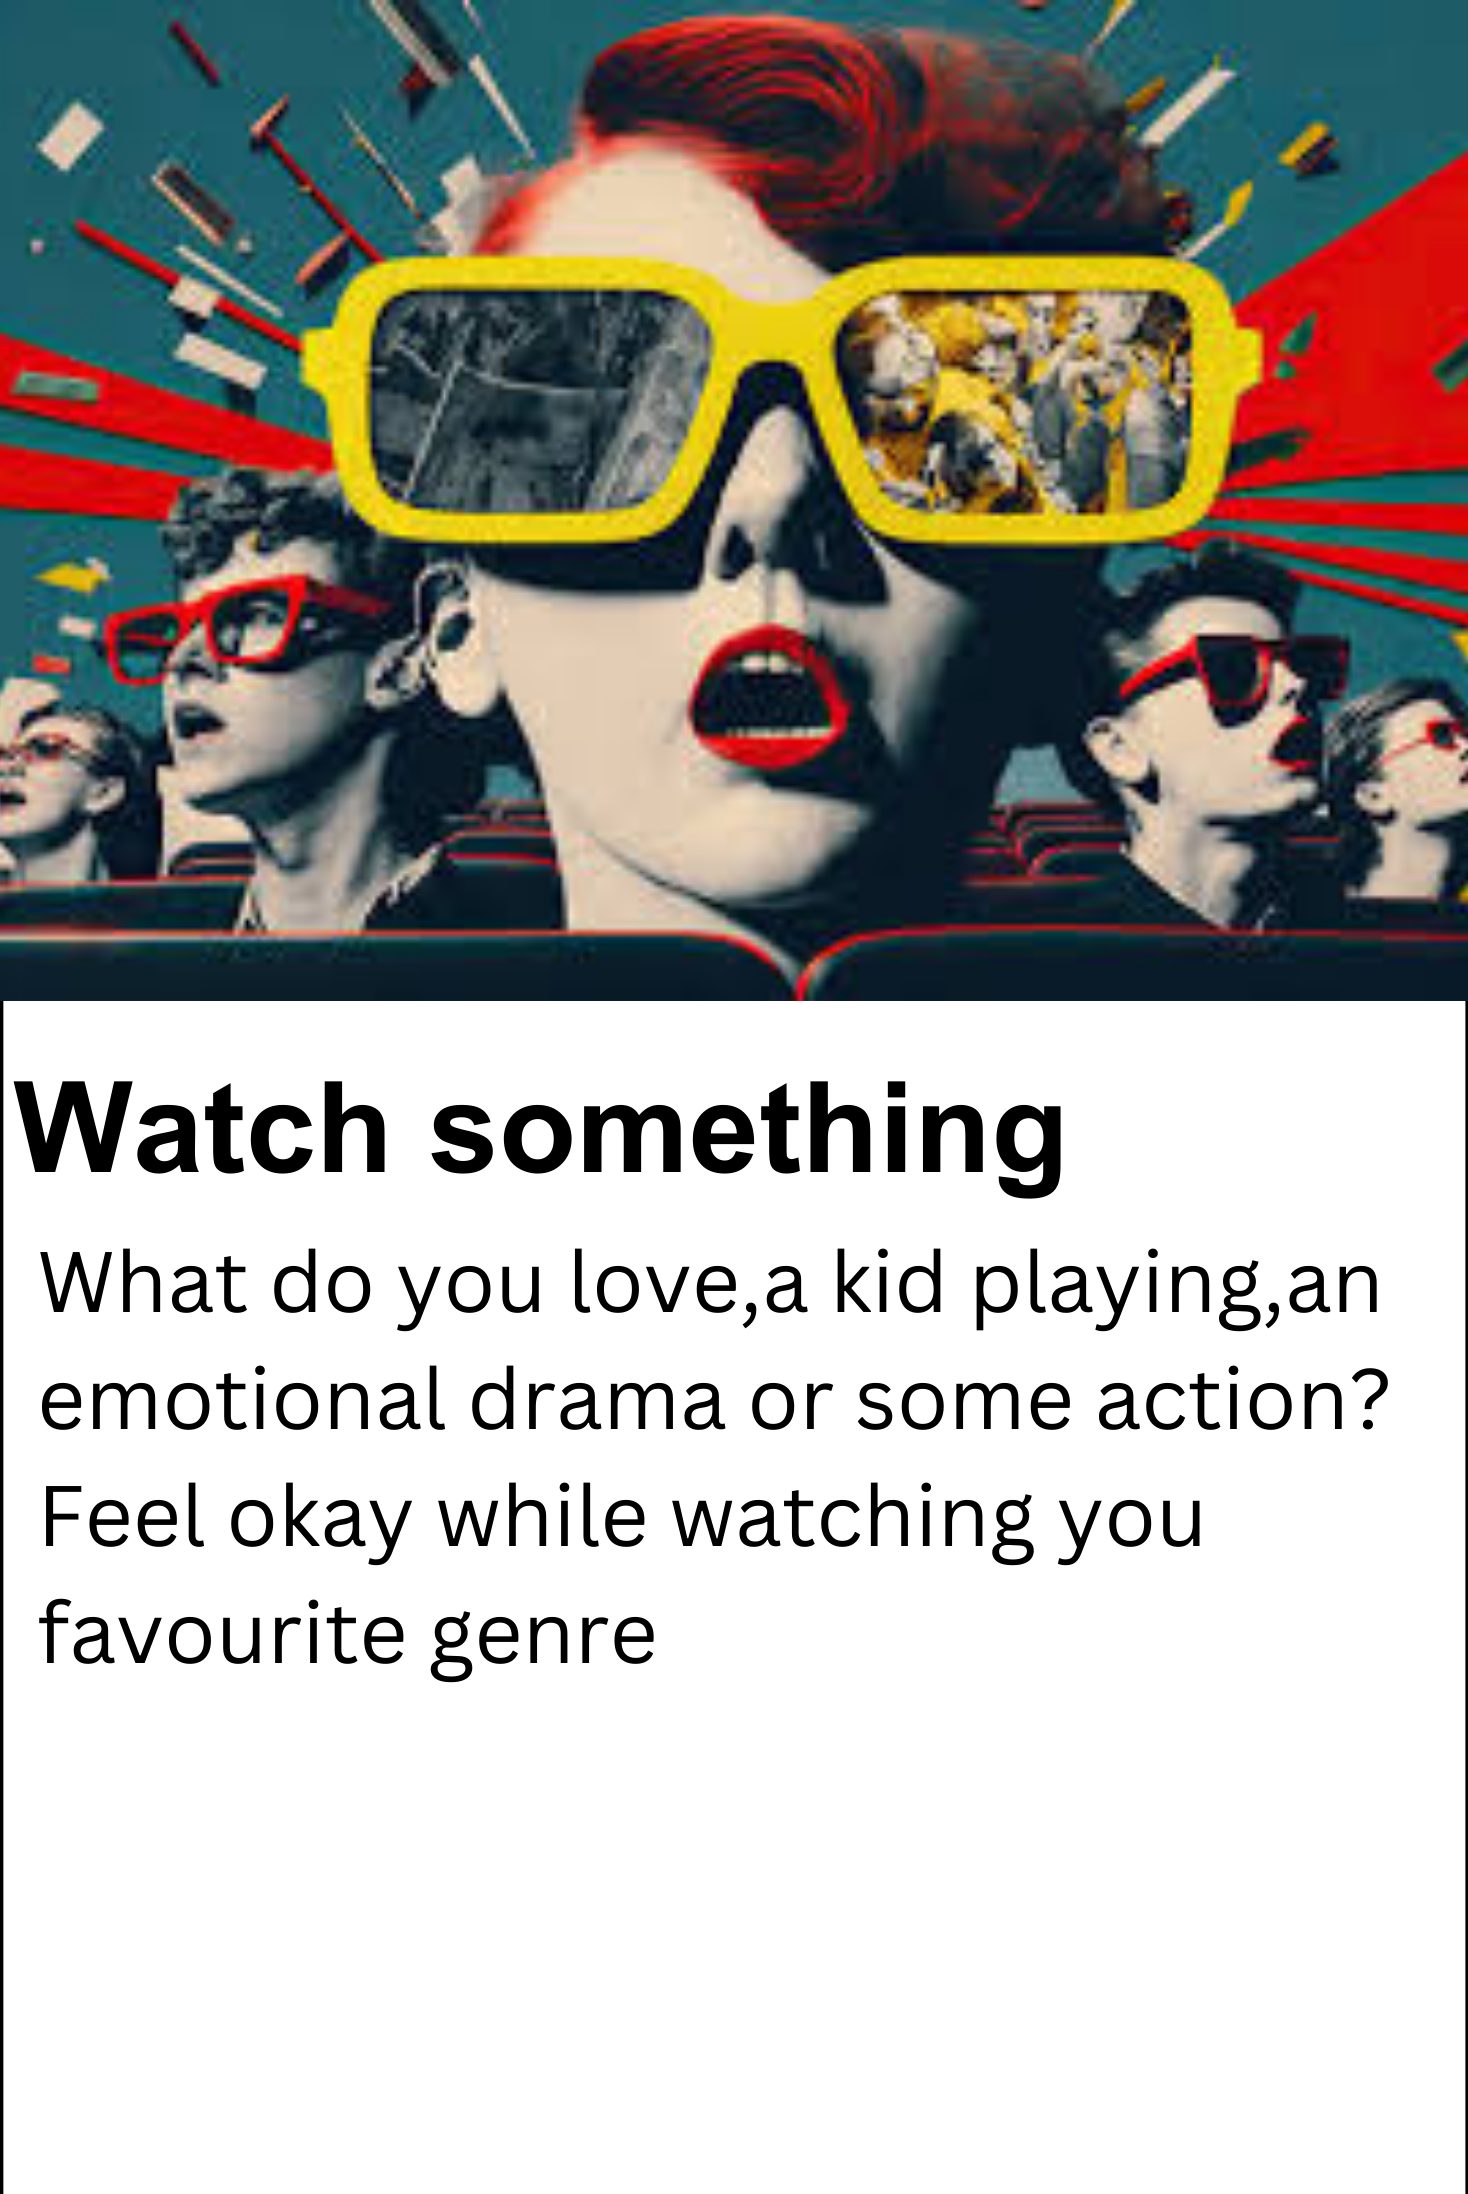 Watch something
What do you love,a kid playing,an
emotional drama or some action?
Feel okay while watching you
favourite genre